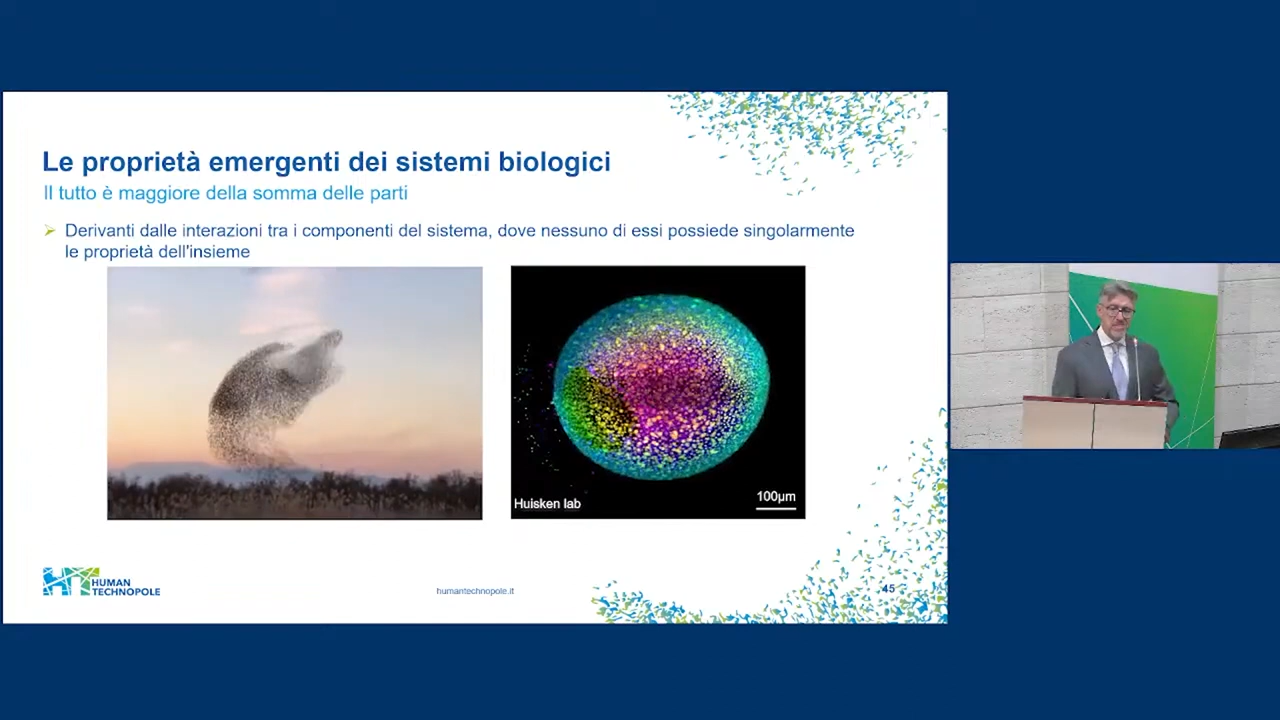 Le proprietà emergenti dei sistemi biologici
Il tutto è maggiore della somma delle parti
Derivanti dalle interazioni tra i componenti del sistema, dove nessuno di essi possiede singolarmente
le proprietà dell'insieme
Huisken lab
100µm
HT HUMAN
TECHNOPOLE
humantechnopole.it
45